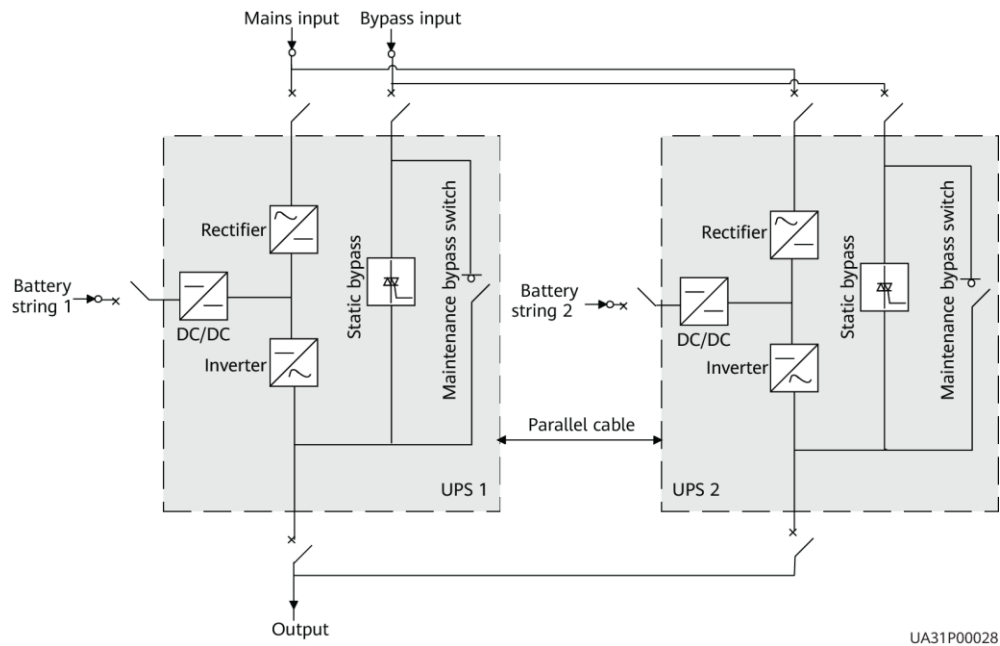 Mains input
Bypass input
Rectifier
Battery
string 1
DC/DC
Inverter
Static bypass
Maintenance bypass switch
UPS 1
Parallel cable
Rectifier
Battery
string 2
DC/DC
Inverter
Static bypass
Maintenance bypass switch
UPS 2
Output
UA31P00028